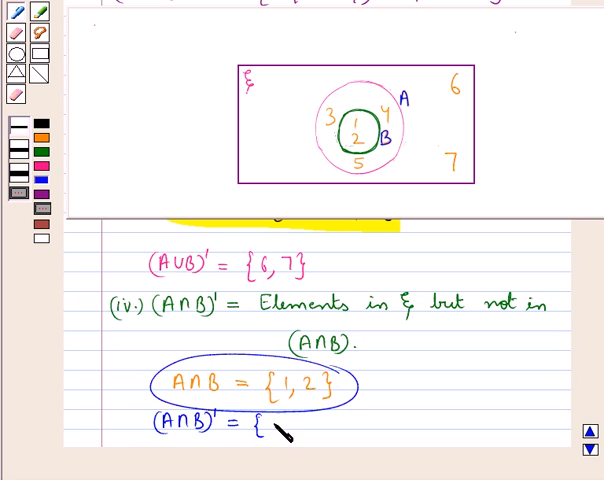 ξ
A
6
3 1 4
2 B
5 7
(A∪B)' = {6, 7}
(iv.) (A∩B)' = Elements in ξ but not in
(A∩B).
A∩B = {1, 2}
(A∩B)' = {